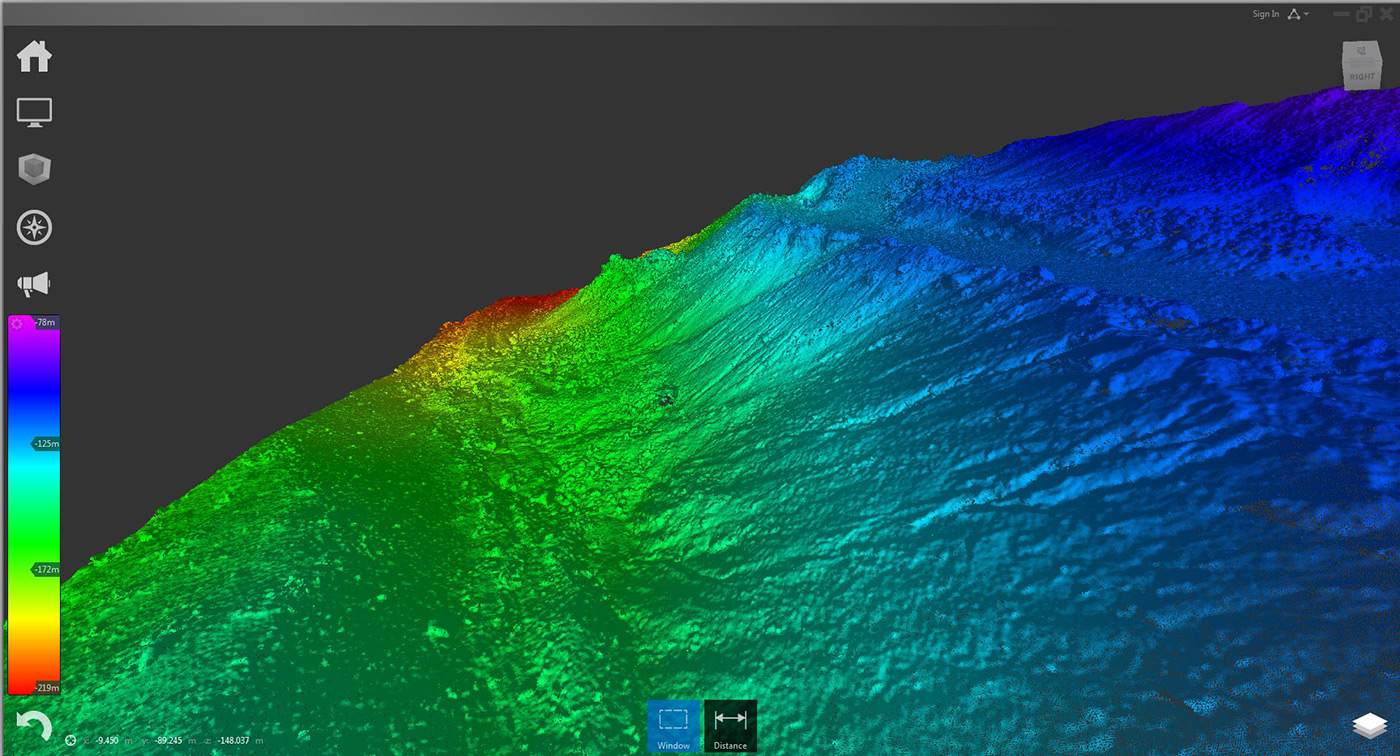 Sign In
RIGHT
-78m
-125m
-172m
-219m
x: -9.450 m y: -89.245 m z: -148.037 m
Window
Distance